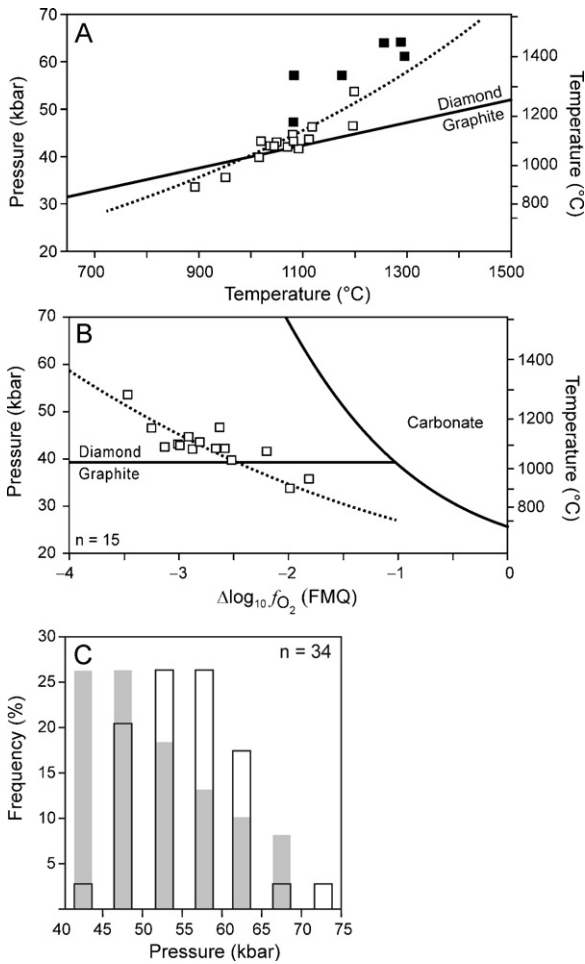 A
70
60
50
40
30
20
Pressure (kbar)
Diamond
Graphite
1400
1200
1000
800
Temperature (°C)
700 900 1100 1300 1500
Temperature (°C)
B
70
60
50
40
30
20
Pressure (kbar)
Carbonate
Diamond
Graphite
n = 15
1400
1200
1000
800
Temperature (°C)
−4 −3 −2 −1 0
Δlog₁₀ fO₂ (FMQ)
C
n = 34
30
25
20
15
10
5
Frequency (%)
40 45 50 55 60 65 70 75
Pressure (kbar)